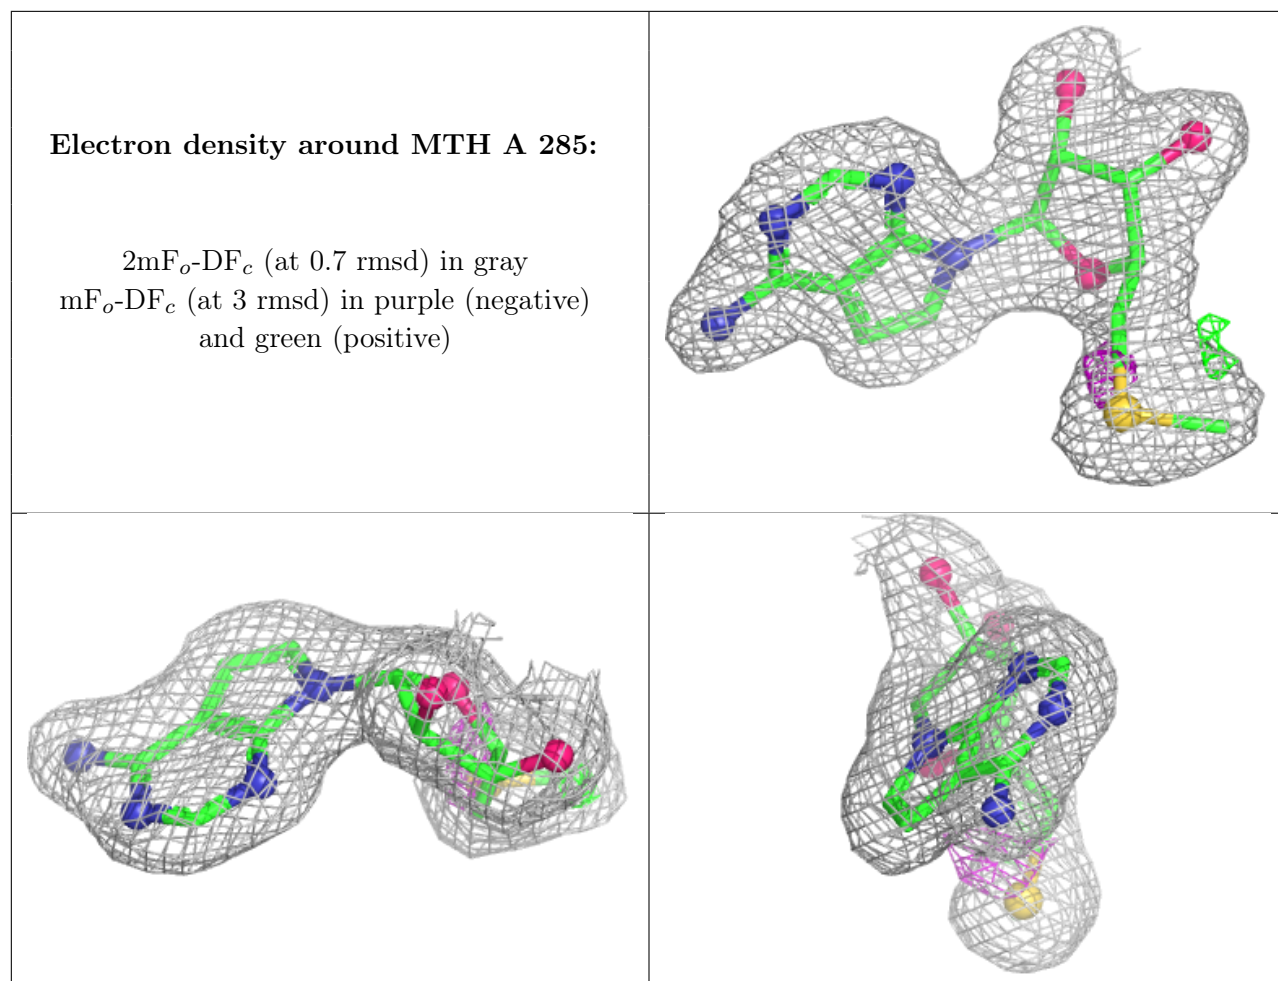 Electron density around MTH A 285:
2mFo-DFc (at 0.7 rmsd) in gray
mFo-DFc (at 3 rmsd) in purple (negative)
and green (positive)